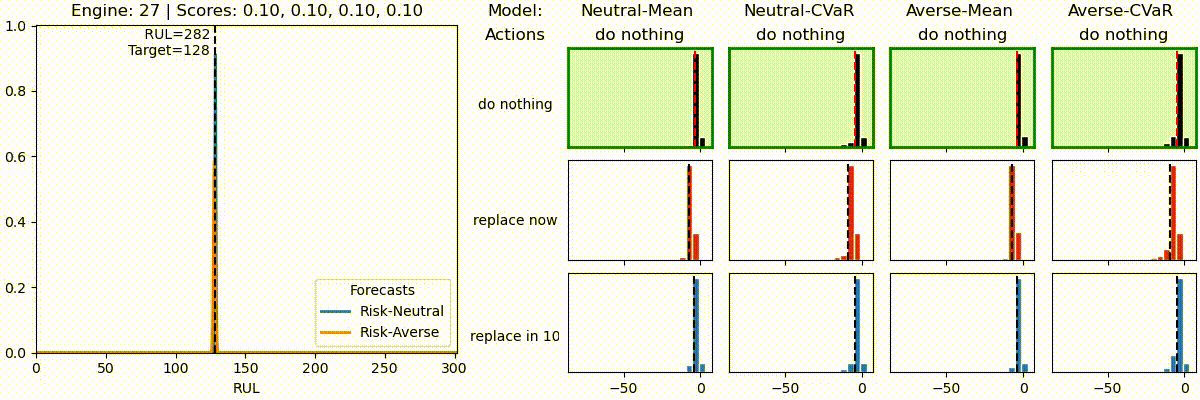 Engine: 27 | Scores: 0.10, 0.10, 0.10, 0.10
1.0
0.8
0.6
0.4
0.2
0.0
RUL=282
Target=128
Forecasts
Risk-Neutral
Risk-Averse
0 50 100 150 200 250 300
RUL
Model: Neutral-Mean Neutral-CVaR Averse-Mean Averse-CVaR
Actions do nothing do nothing do nothing do nothing
do nothing
replace now
replace in 10
−50 0 −50 0 −50 0 −50 0